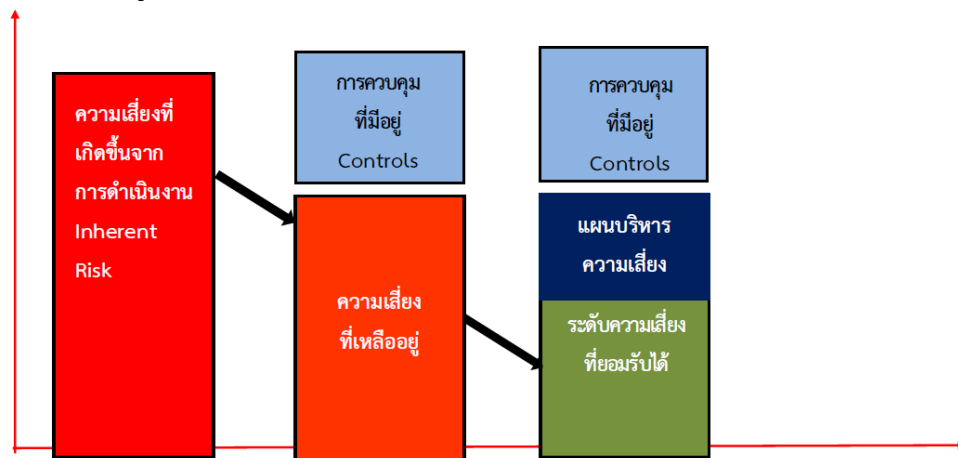 ความเสี่ยงที่
เกิดขึ้นจาก
การดำเนินงาน
Inherent
Risk
การควบคุม
ที่มีอยู่
Controls
ความเสี่ยง
ที่เหลืออยู่
การควบคุม
ที่มีอยู่
Controls
แผนบริหาร
ความเสี่ยง
ระดับความเสี่ยง
ที่ยอมรับได้